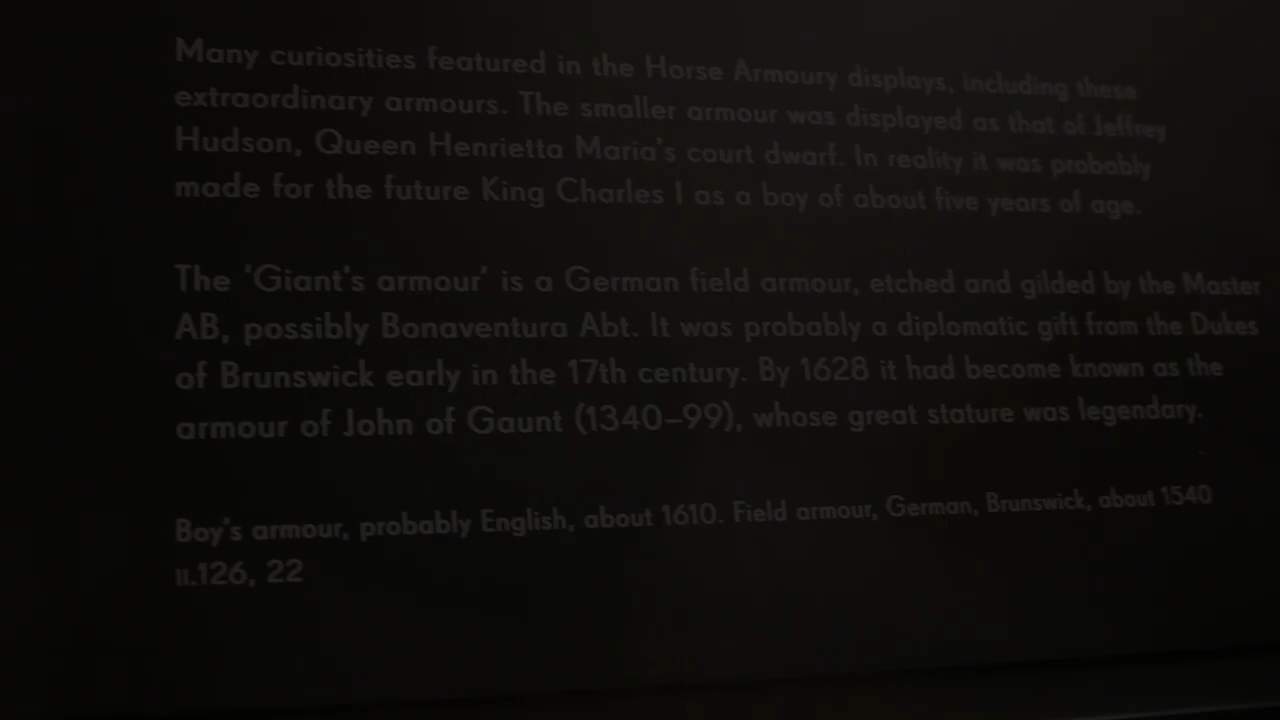 Many curiosities featured in the Horse Armoury displays, including these
extraordinary armours. The smaller armour was displayed as that of Jeffrey
Hudson, Queen Henrietta Maria's court dwarf. In reality it was probably
made for the future King Charles I as a boy of about five years of age.
The 'Giant's armour' is a German field armour, etched and gilded by the Master
AB, possibly Bonaventura Abt. It was probably a diplomatic gift from the Dukes
of Brunswick early in the 17th century. By 1628 it had become known as the
armour of John of Gaunt (1340–99), whose great stature was legendary.
Boy's armour, probably English, about 1610. Field armour, German, Brunswick, about 1540
II.126, 22